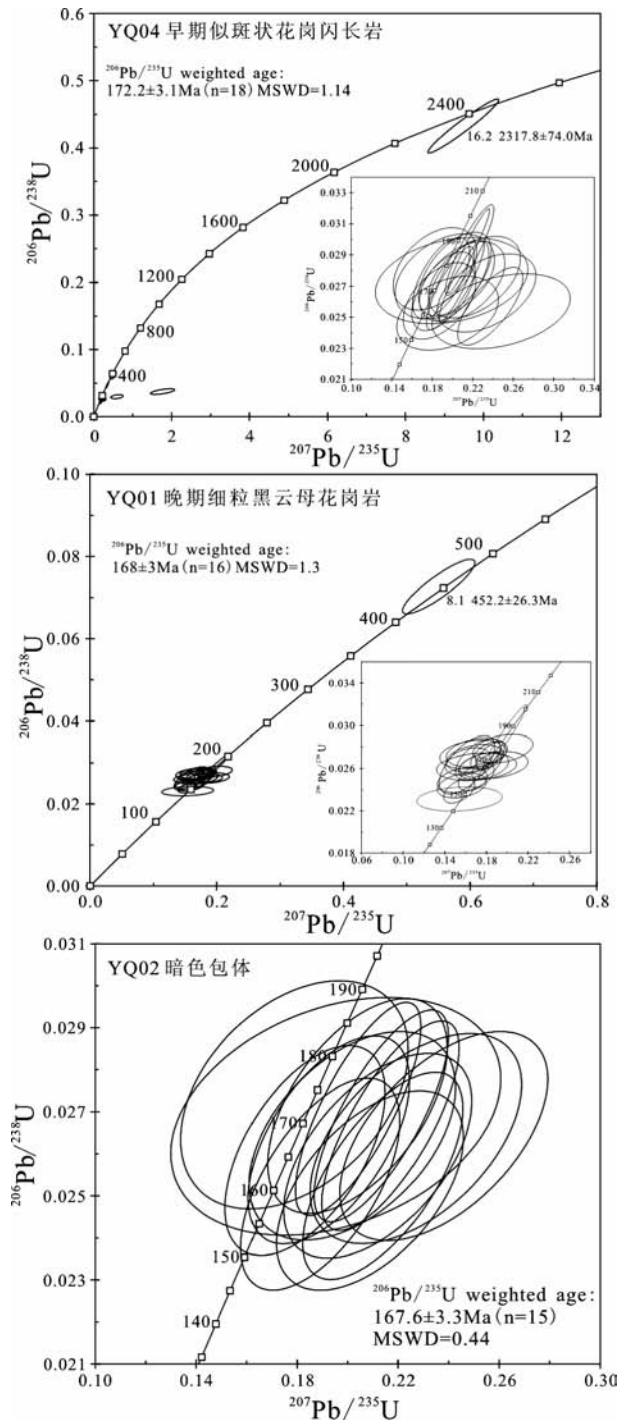 YQ04 早期似斑状花岗闪长岩
²⁰⁶Pb/²³⁵U weighted age:
172.2±3.1Ma(n=18) MSWD=1.14
0.6
0.5
0.4
0.3
0.2
0.1
0.0
²⁰⁶Pb/²³⁸U
2400
16.2 2317.8±74.0Ma
2000
1600
1200
800
400
0.033
0.029
0.025
0.021
²⁰⁶Pb/²³⁸U
210
190
170
150
0.14 0.18 0.22 0.26 0.30 0.34
²⁰⁷Pb/²³⁵U
0 2 4 6 8 10 12
²⁰⁷Pb/²³⁵U
YQ01 晚期细粒黑云母花岗岩
²⁰⁶Pb/²³⁵U weighted age:
168±3Ma(n=16) MSWD=1.3
0.10
0.08
0.06
0.04
0.02
0.00
²⁰⁶Pb/²³⁸U
500
8.1 452.2±26.3Ma
400
300
200
100
0.034
0.030
0.026
0.022
0.018
²⁰⁶Pb/²³⁸U
210
190
150
130
0.06 0.10 0.14 0.18 0.22 0.26
²⁰⁷Pb/²³⁵U
0.0 0.2 0.4 0.6 0.8
²⁰⁷Pb/²³⁵U
YQ02 暗色包体
0.031
0.029
0.027
0.025
0.023
0.021
²⁰⁶Pb/²³⁸U
190
180
170
160
150
140
²⁰⁶Pb/²³⁵U weighted age:
167.6±3.3Ma(n=15)
MSWD=0.44
0.10 0.14 0.18 0.22 0.26 0.30
²⁰⁷Pb/²³⁵U